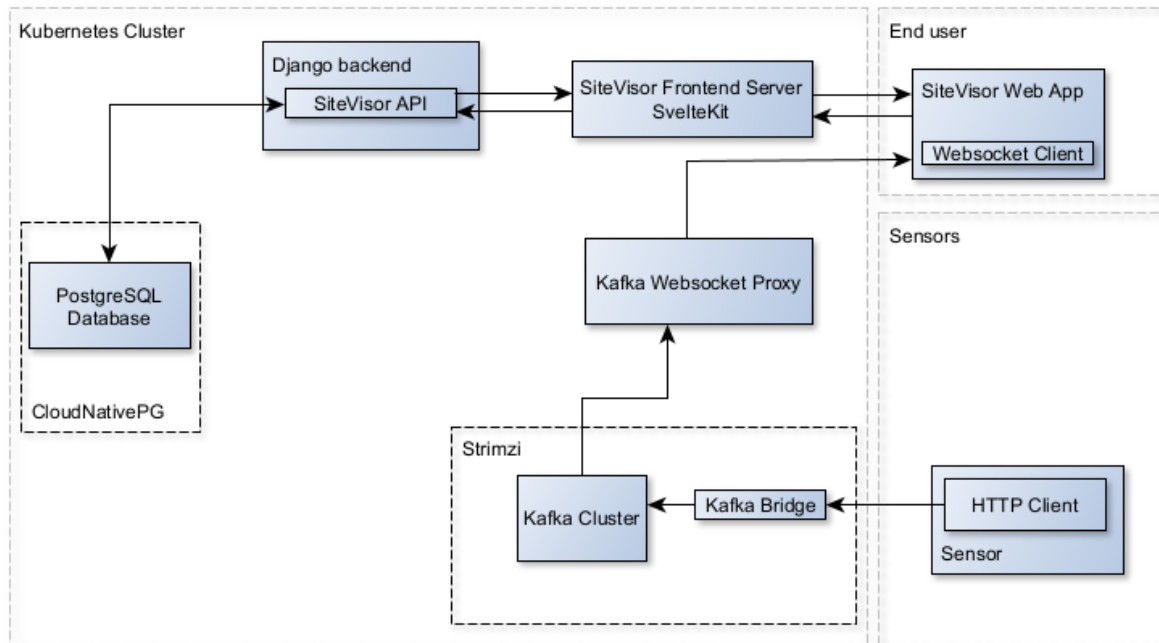 Kubernetes Cluster
Django backend
SiteVisor API
SiteVisor Frontend Server
SvelteKit
End user
SiteVisor Web App
Websocket Client
Sensors
Kafka Websocket Proxy
PostgreSQL
Database
CloudNativePG
Strimzi
Kafka Cluster
Kafka Bridge
HTTP Client
Sensor